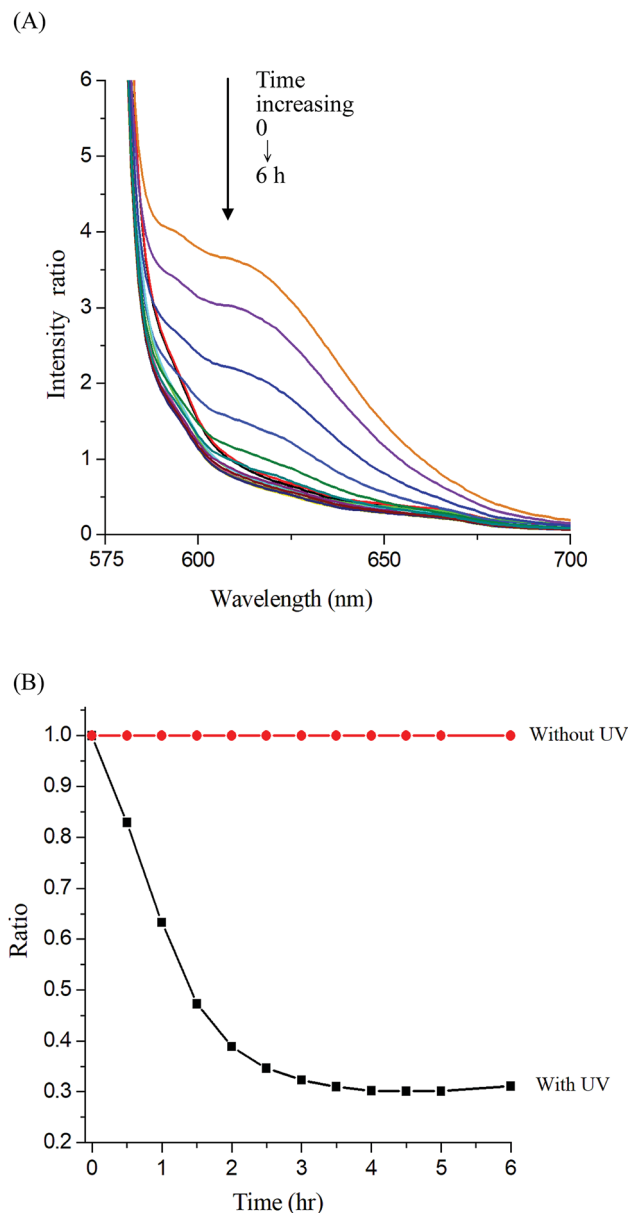 (A)
6
5
4
3
2
1
0
Intensity ratio
Time
increasing
0
↓
6 h
575
600
650
700
Wavelength (nm)
(B)
1.0
0.9
0.8
0.7
0.6
0.5
0.4
0.3
0.2
Ratio
Without UV
With UV
0 1 2 3 4 5 6
Time (hr)